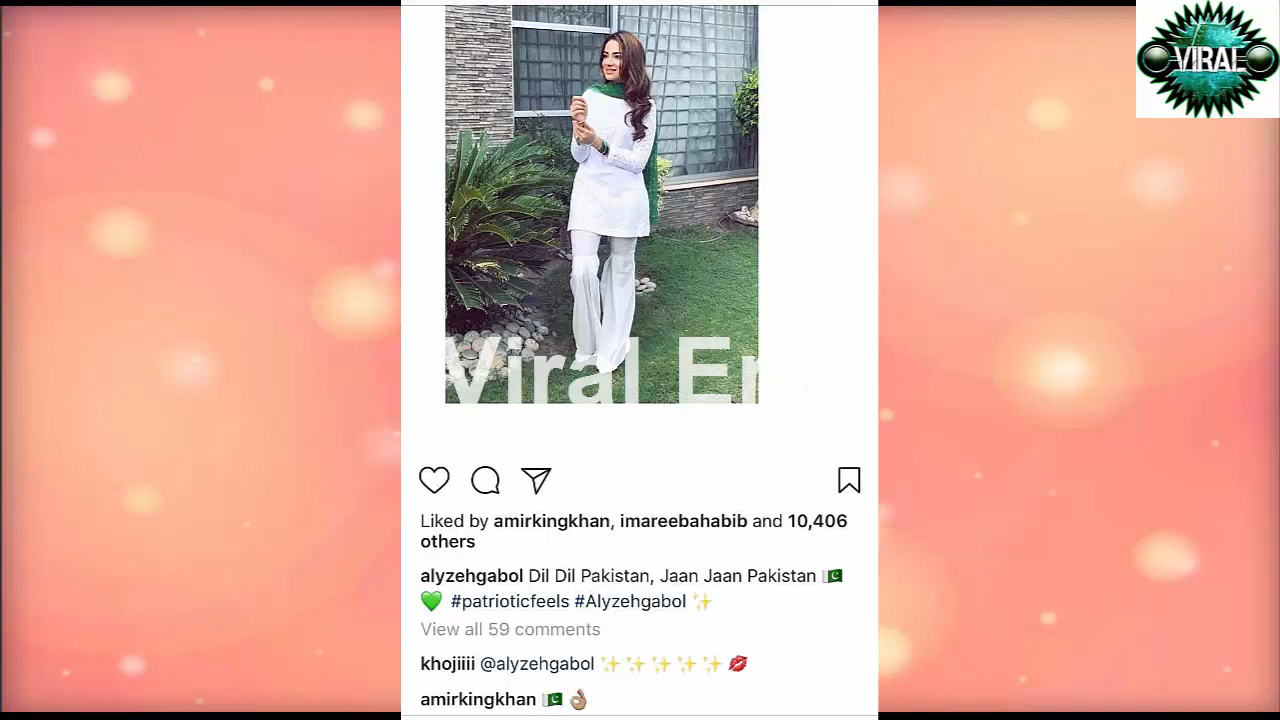 VIRAL
Viral En
Liked by amirkingkhan, imareebahabib and 10,406
others
alyzehgabol Dil Dil Pakistan, Jaan Jaan Pakistan 🇵🇰
💚 #patrioticfeels #Alyzehgabol ✨
View all 59 comments
khojiiii @alyzehgabol ✨✨✨✨✨💋
amirkingkhan 🇵🇰 👌🏽